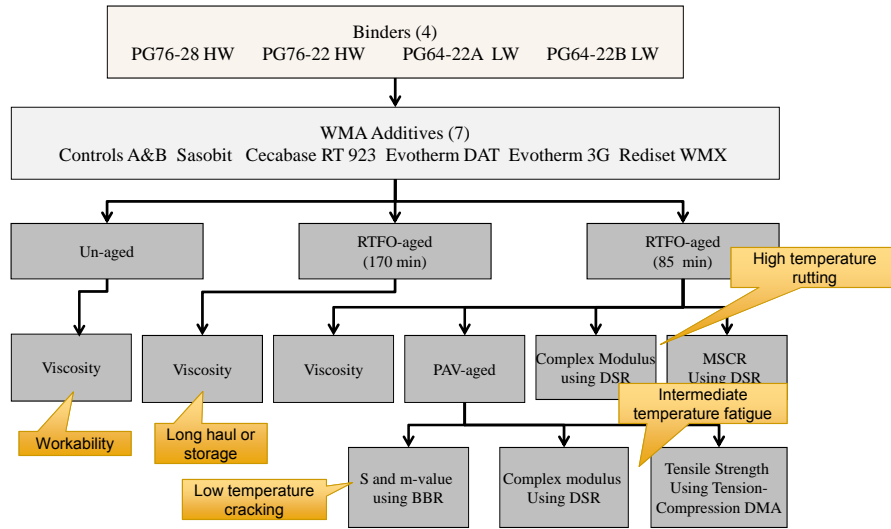 Binders (4)
PG76-28 HW PG76-22 HW PG64-22A LW PG64-22B LW
WMA Additives (7)
Controls A&B Sasobit Cecabase RT 923 Evotherm DAT Evotherm 3G Rediset WMX
Un-aged
RTFO-aged
(170 min)
RTFO-aged
(85 min)
High temperature
rutting
Viscosity
Viscosity
Viscosity
PAV-aged
Complex Modulus
using DSR
MSCR
Using DSR
Workability
Long haul or
storage
Intermediate
temperature fatigue
Low temperature
cracking
S and m-value
using BBR
Complex modulus
Using DSR
Tensile Strength
Using Tension-
Compression DMA